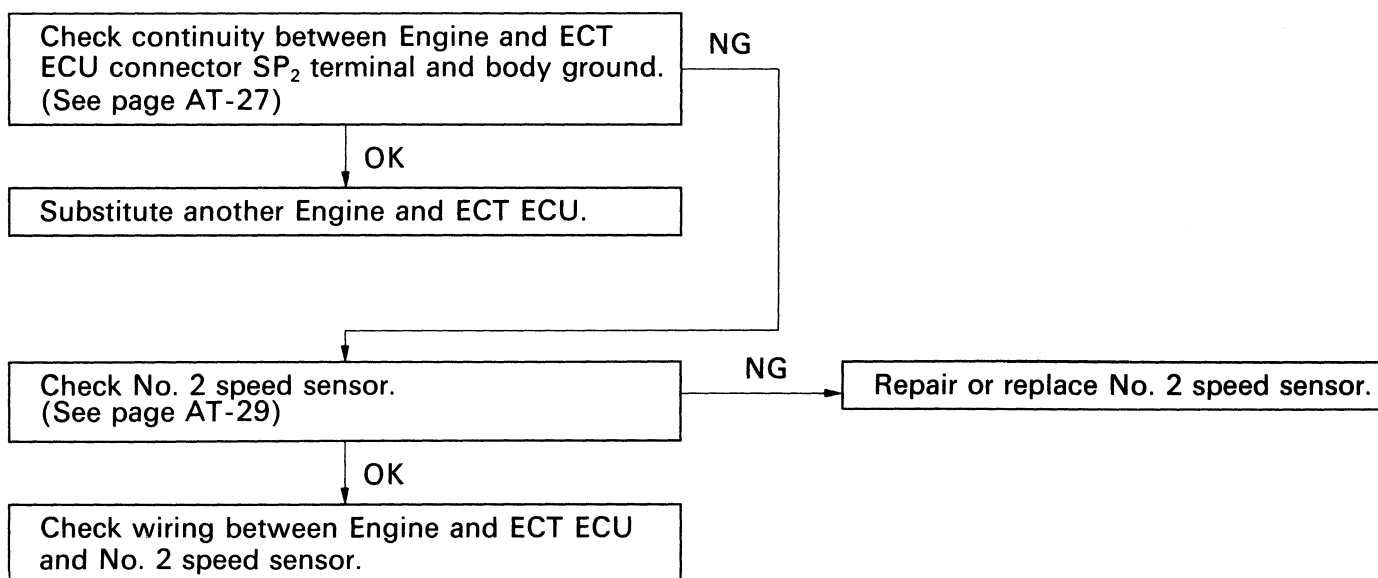 Check continuity between Engine and ECT
ECU connector SP₂ terminal and body ground.
(See page AT-27)
NG
OK
Substitute another Engine and ECT ECU.
Check No. 2 speed sensor.
(See page AT-29)
NG
Repair or replace No. 2 speed sensor.
OK
Check wiring between Engine and ECT ECU
and No. 2 speed sensor.